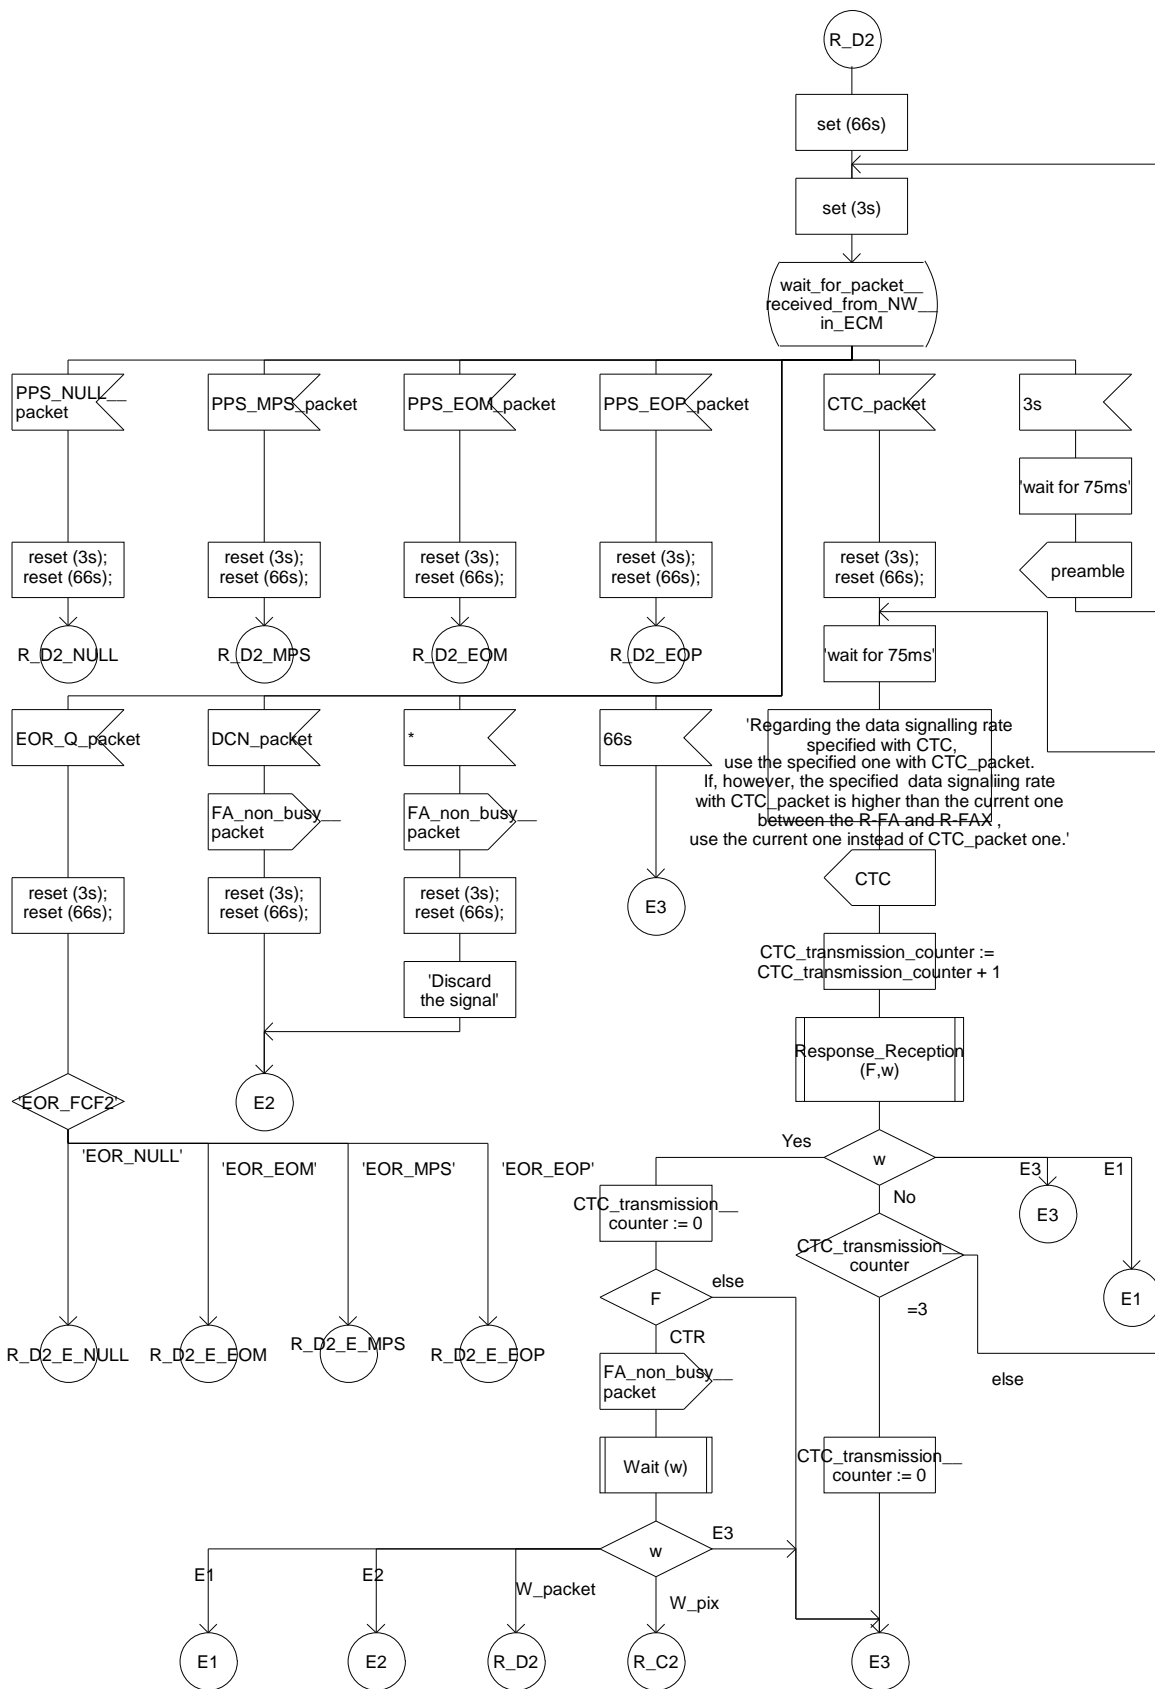 R_D2
set (66s)
set (3s)
wait_for_packet__
received_from_NW__
in_ECM
PPS_NULL__
packet
PPS_MPS_packet
PPS_EOM_packet
PPS_EOP_packet
CTC_packet
3s
'wait for 75ms'
reset (3s);
reset (66s);
reset (3s);
reset (66s);
reset (3s);
reset (66s);
reset (3s);
reset (66s);
reset (3s);
reset (66s);
preamble
R_D2_NULL
R_D2_MPS
R_D2_EOM
R_D2_EOP
'wait for 75ms'
EOR_Q_packet
DCN_packet
*
66s
'Regarding the data signalling rate
specified with CTC,
use the specified one with CTC_packet.
If, however, the specified  data signaliing rate
with CTC_packet is higher than the current one
between the R-FA and R-FAX ,
use the current one instead of CTC_packet one.'
FA_non_busy__
packet
FA_non_busy__
packet
reset (3s);
reset (66s);
reset (3s);
reset (66s);
reset (3s);
reset (66s);
E3
CTC
'Discard
the signal'
CTC_transmission_counter :=
CTC_transmission_counter + 1
Response_Reception
(F,w)
'EOR_FCF2'
E2
'EOR_NULL'
'EOR_EOM'
'EOR_MPS'
'EOR_EOP'
Yes
w
E3
E1
No
CTC_transmission__
counter := 0
E3
CTC_transmission__
counter
else
F
=3
E1
CTR
R_D2_E_NULL
R_D2_E_EOM
R_D2_E_MPS
R_D2_E_EOP
FA_non_busy__
packet
else
Wait (w)
CTC_transmission__
counter := 0
E3
w
E1
E2
W_packet
W_pix
E1
E2
R_D2
R_C2
E3